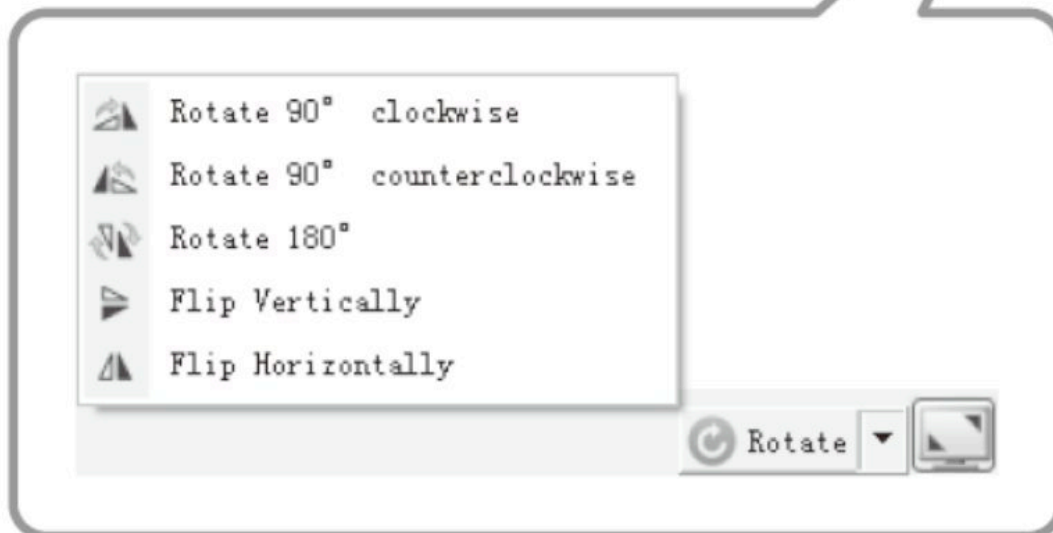 Rotate 90° clockwise
Rotate 90° counterclockwise
Rotate 180°
Flip Vertically
Flip Horizontally
Rotate